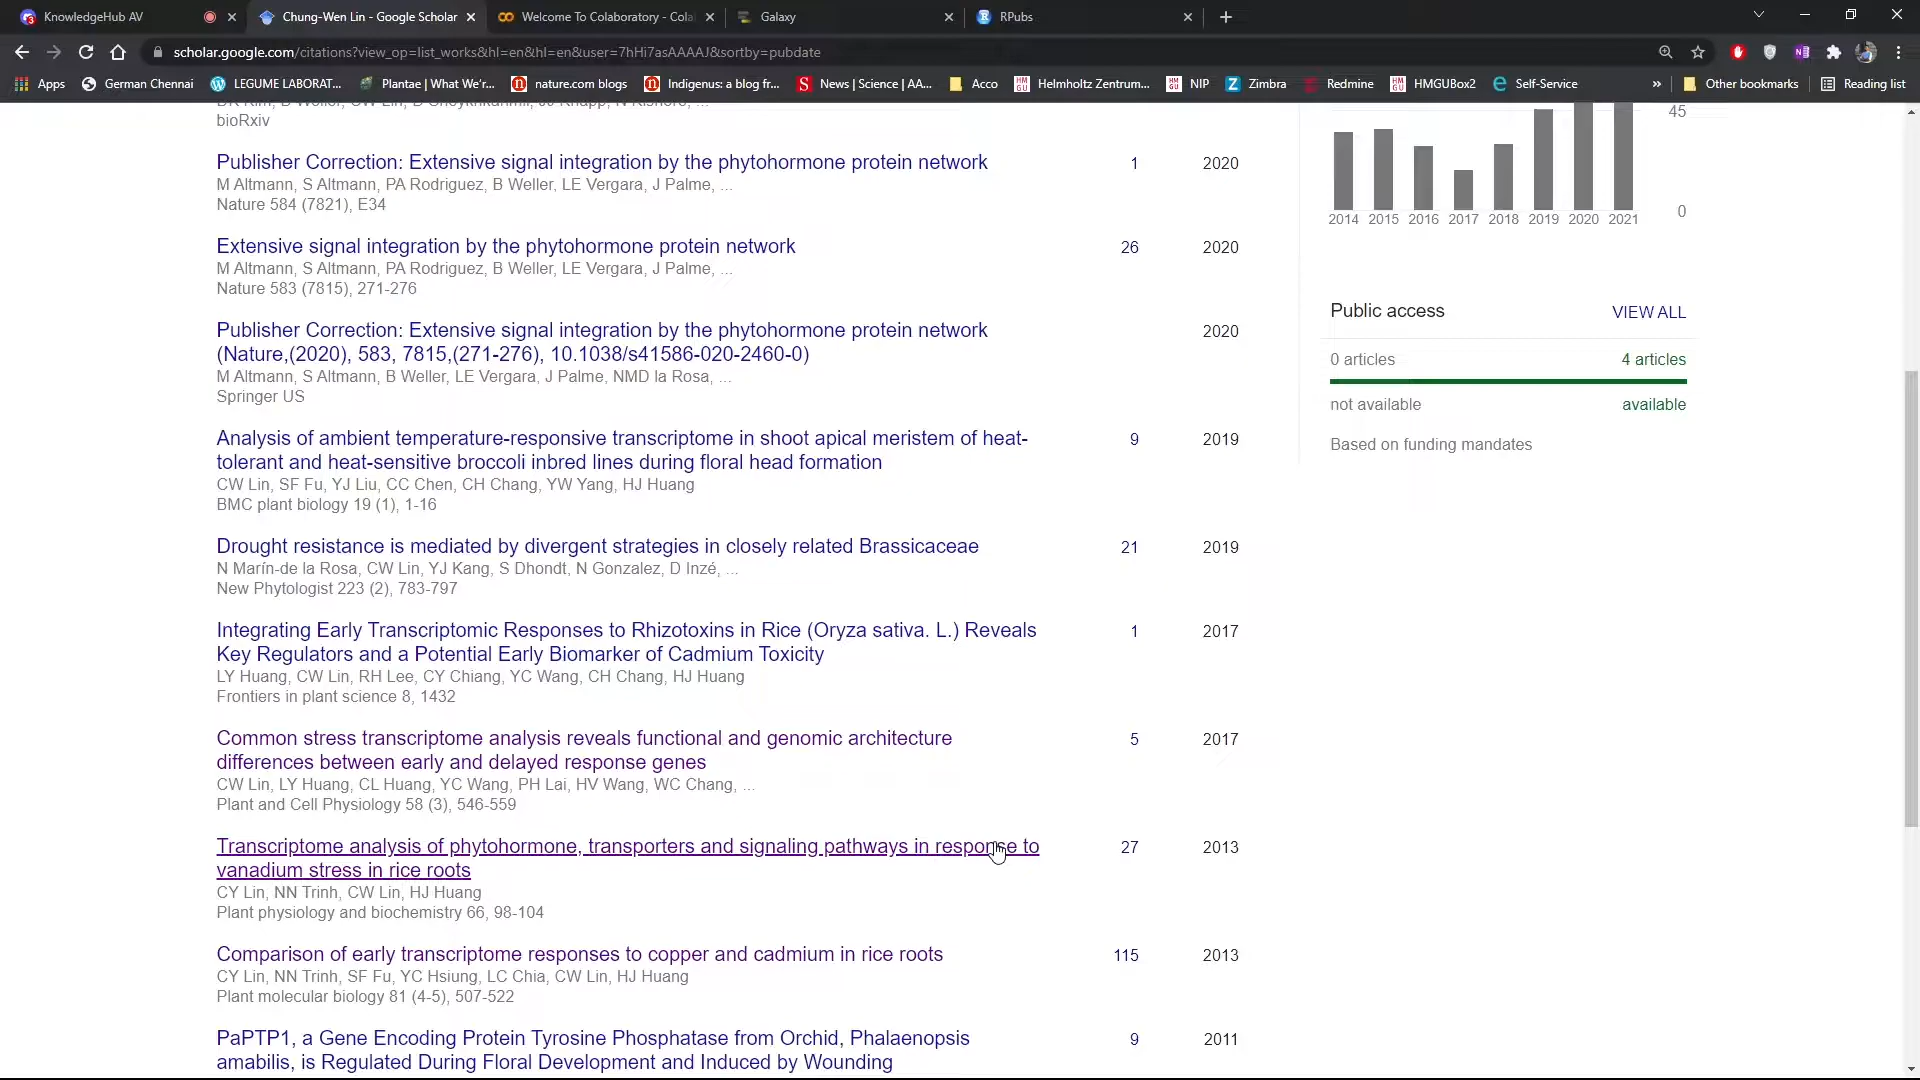 KnowledgeHub AV
Chung-Wen Lin - Google Scholar
Welcome To Colaboratory - Cola
Galaxy
RPubs
scholar.google.com/citations?view_op=list_works&hl=en&hl=en&user=7hHi7asAAAAJ&sortby=pubdate
Apps German Chennai LEGUME LABORAT... Plantae | What We'r... nature.com blogs Indigenus: a blog fr... News | Science | AA... Acco Helmholtz Zentrum... NIP Zimbra Redmine HMGUBox2 Self-Service » Other bookmarks Reading list
bioRxiv
Publisher Correction: Extensive signal integration by the phytohormone protein network 1 2020
M Altmann, S Altmann, PA Rodriguez, B Weller, LE Vergara, J Palme, ...
Nature 584 (7821), E34
Extensive signal integration by the phytohormone protein network 26 2020
M Altmann, S Altmann, PA Rodriguez, B Weller, LE Vergara, J Palme, ...
Nature 583 (7815), 271-276
Publisher Correction: Extensive signal integration by the phytohormone protein network 2020
(Nature,(2020), 583, 7815,(271-276), 10.1038/s41586-020-2460-0)
M Altmann, S Altmann, B Weller, LE Vergara, J Palme, NMD la Rosa, ...
Springer US
Analysis of ambient temperature-responsive transcriptome in shoot apical meristem of heat- 9 2019
tolerant and heat-sensitive broccoli inbred lines during floral head formation
CW Lin, SF Fu, YJ Liu, CC Chen, CH Chang, YW Yang, HJ Huang
BMC plant biology 19 (1), 1-16
Drought resistance is mediated by divergent strategies in closely related Brassicaceae 21 2019
N Marín-de la Rosa, CW Lin, YJ Kang, S Dhondt, N Gonzalez, D Inzé, ...
New Phytologist 223 (2), 783-797
Integrating Early Transcriptomic Responses to Rhizotoxins in Rice (Oryza sativa. L.) Reveals 1 2017
Key Regulators and a Potential Early Biomarker of Cadmium Toxicity
LY Huang, CW Lin, RH Lee, CY Chiang, YC Wang, CH Chang, HJ Huang
Frontiers in plant science 8, 1432
Common stress transcriptome analysis reveals functional and genomic architecture 5 2017
differences between early and delayed response genes
CW Lin, LY Huang, CL Huang, YC Wang, PH Lai, HV Wang, WC Chang, ...
Plant and Cell Physiology 58 (3), 546-559
Transcriptome analysis of phytohormone, transporters and signaling pathways in response to 27 2013
vanadium stress in rice roots
CY Lin, NN Trinh, CW Lin, HJ Huang
Plant physiology and biochemistry 66, 98-104
Comparison of early transcriptome responses to copper and cadmium in rice roots 115 2013
CY Lin, NN Trinh, SF Fu, YC Hsiung, LC Chia, CW Lin, HJ Huang
Plant molecular biology 81 (4-5), 507-522
PaPTP1, a Gene Encoding Protein Tyrosine Phosphatase from Orchid, Phalaenopsis 9 2011
amabilis, is Regulated During Floral Development and Induced by Wounding
45
0
2014 2015 2016 2017 2018 2019 2020 2021
Public access VIEW ALL
0 articles 4 articles
not available available
Based on funding mandates